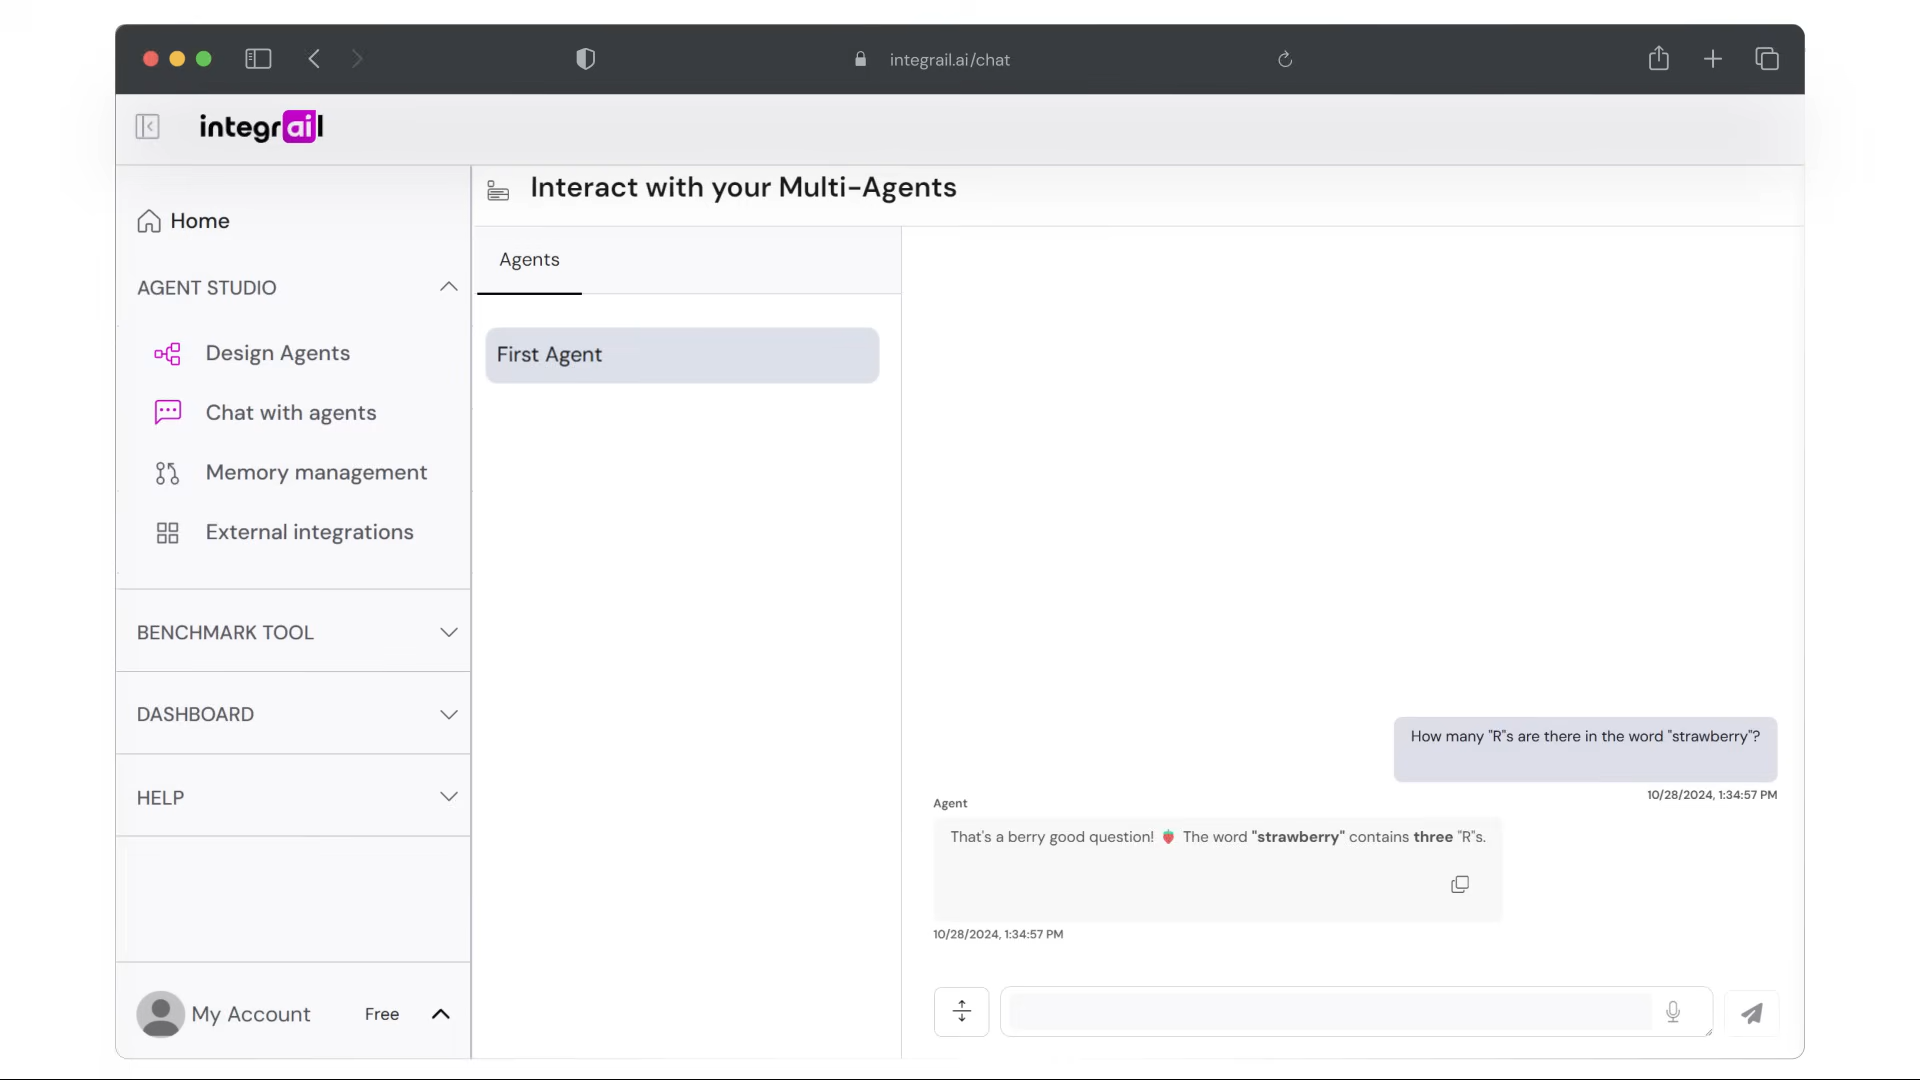 integrail.ai/chat
integrail
Interact with your Multi-Agents
Home
Agents
AGENT STUDIO
First Agent
Design Agents
Chat with agents
Memory management
External integrations
BENCHMARK TOOL
DASHBOARD
HELP
How many "R"s are there in the word "strawberry"?
10/28/2024, 1:34:57 PM
Agent
That's a berry good question! 🍓 The word "strawberry" contains three "R"s.
10/28/2024, 1:34:57 PM
My Account
Free